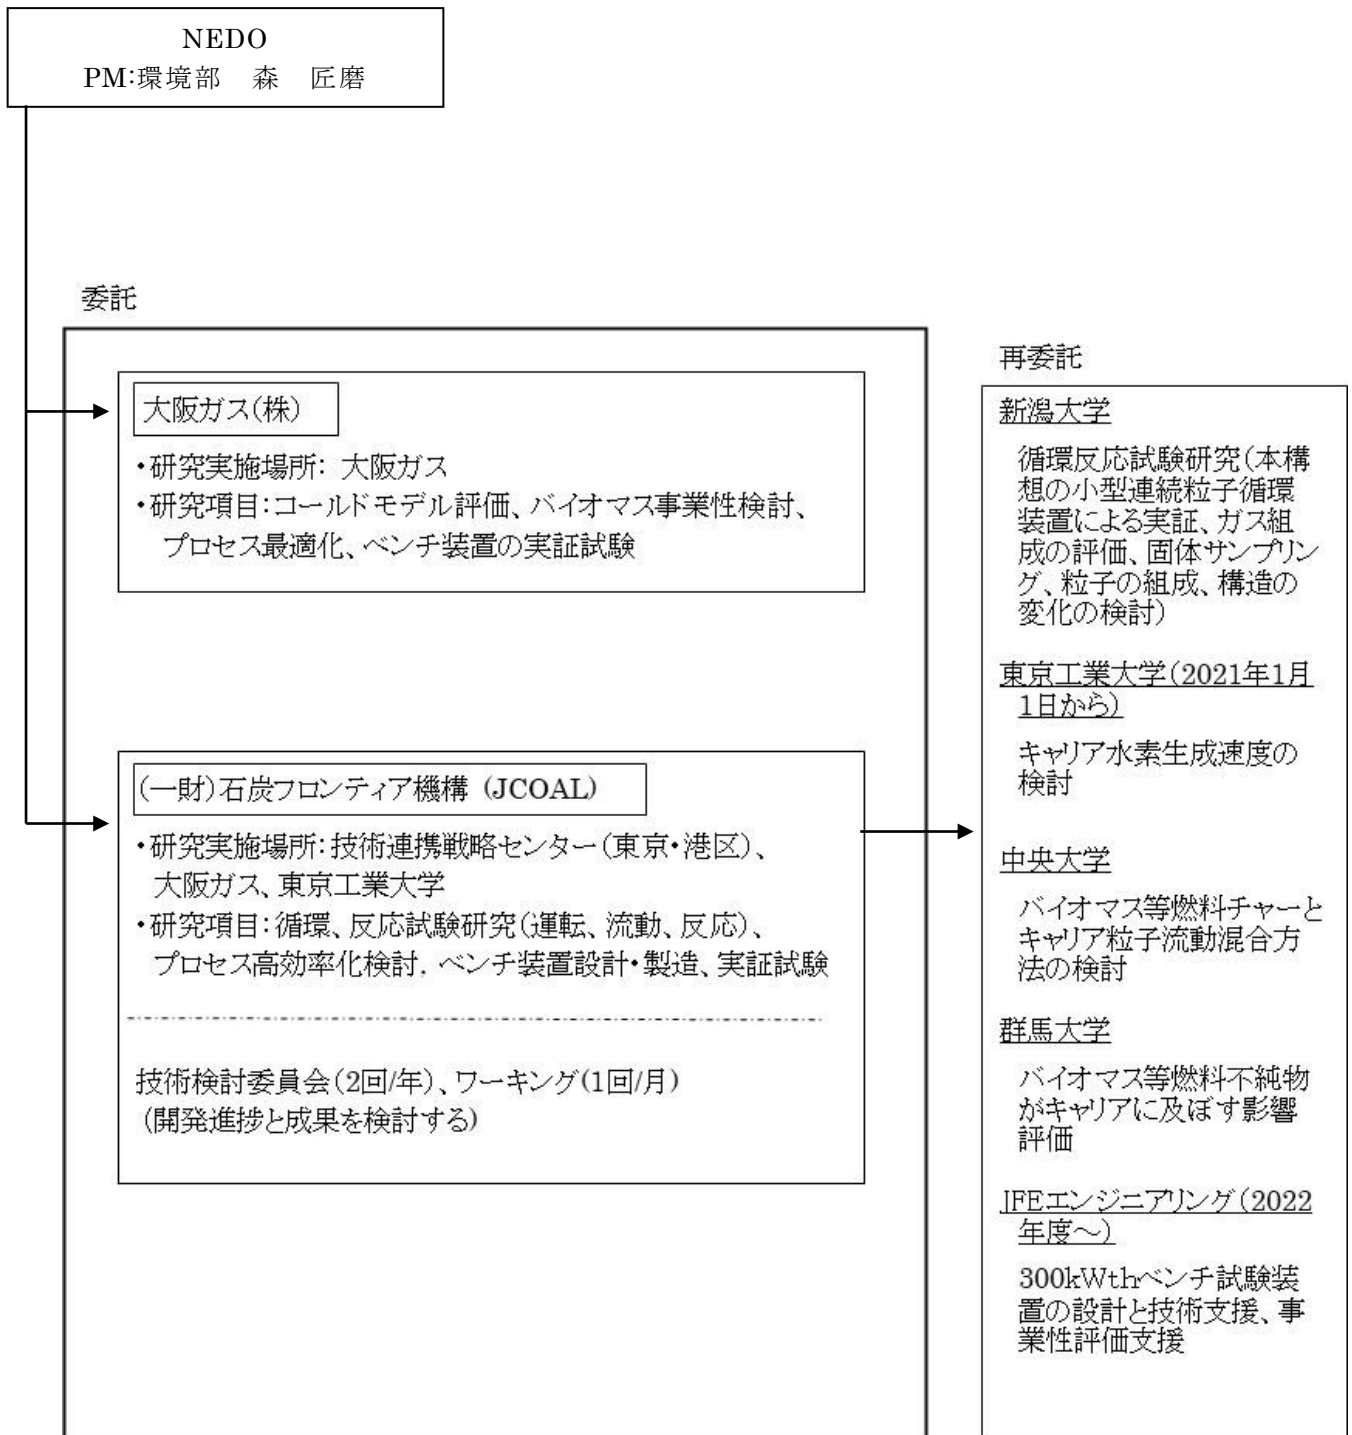 NEDO
PM:環境部　森　匠磨
委託
大阪ガス(株)
・研究実施場所： 大阪ガス
・研究項目：コールドモデル評価、バイオマス事業性検討、
プロセス最適化、ベンチ装置の実証試験
(一財)石炭フロンティア機構 (JCOAL)
・研究実施場所：技術連携戦略センター（東京・港区）、
大阪ガス、東京工業大学
・研究項目：循環、反応試験研究（運転、流動、反応）、
プロセス高効率化検討, ベンチ装置設計・製造、実証試験
技術検討委員会（2回/年）、ワーキング(1回/月)
（開発進捗と成果を検討する）
再委託
新潟大学
循環反応試験研究（本構
想の小型連続粒子循環
装置による実証、ガス組
成の評価、固体サンプリン
グ、粒子の組成、構造の
変化の検討）
東京工業大学（2021年1月
1日から）
キャリア水素生成速度の
検討
中央大学
バイオマス等燃料チャーと
キャリア粒子流動混合方
法の検討
群馬大学
バイオマス等燃料不純物
がキャリアに及ぼす影響
評価
JFEエンジニアリング（2022
年度～）
300kWthベンチ試験装
置の設計と技術支援、事
業性評価支援